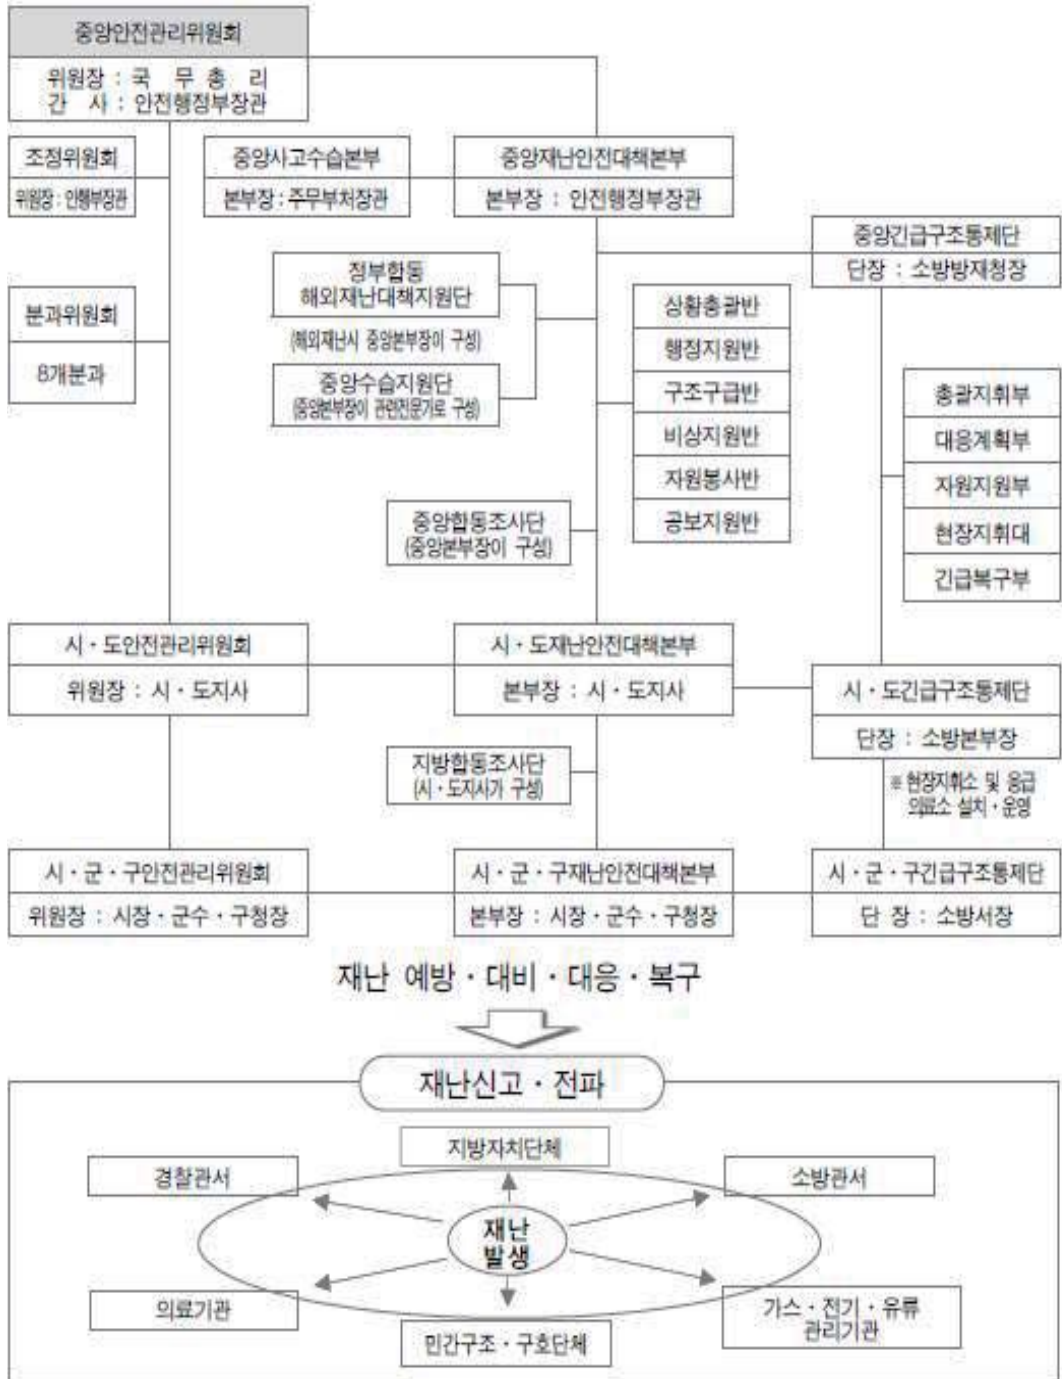 중앙안전관리위원회
위원장 : 국 무 총 리
간 사 : 안전행정부장관
조정위원회
위원장 : 안행부장관
중앙사고수습본부
본부장 : 주무부처장관
중앙재난안전대책본부
본부장 : 안전행정부장관
중앙긴급구조통제단
단장 : 소방방재청장
분과위원회
8개분과
정부합동
해외재난대책지원단
(해외재난시 중앙본부장이 구성)
중앙수습지원단
(중앙본부장이 관련전문가로 구성)
상황총괄반
행정지원반
구조구급반
비상지원반
자원봉사반
공보지원반
총괄지휘부
대응계획부
자원지원부
현장지휘대
긴급복구부
중앙합동조사단
(중앙본부장이 구성)
시・도안전관리위원회
위원장 : 시・도지사
시・도재난안전대책본부
본부장 : 시・도지사
시・도긴급구조통제단
단장 : 소방본부장
※ 현장지휘소 및 응급
의료소 설치・운영
지방합동조사단
(시・도지사가 구성)
시・군・구안전관리위원회
위원장 : 시장・군수・구청장
시・군・구재난안전대책본부
본부장 : 시장・군수・구청장
시・군・구긴급구조통제단
단 장 : 소방서장
재난 예방・대비・대응・복구
재난신고・전파
지방자치단체
경찰관서
소방관서
재난
발생
의료기관
가스・전기・유류
관리기관
민간구조・구호단체